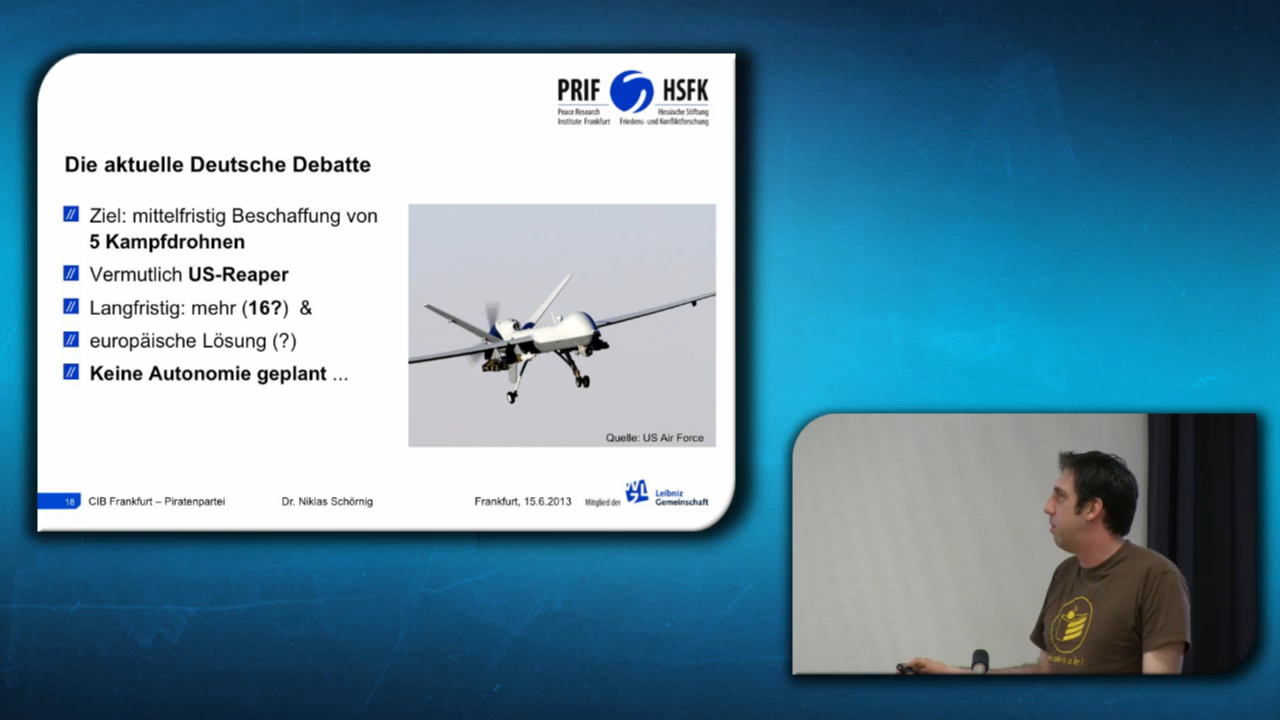 PRIF HSFK
Peace Research Hessische Stiftung
Institute Frankfurt Friedens- und Konfliktforschung
Die aktuelle Deutsche Debatte
Ziel: mittelfristig Beschaffung von
5 Kampfdrohnen
Vermutlich US-Reaper
Langfristig: mehr (16?) &
europäische Lösung (?)
Keine Autonomie geplant ...
Quelle: US Air Force
18 CIB Frankfurt – Piratenpartei Dr. Niklas Schörnig Frankfurt, 15.6.2013 Mitglied der
Leibniz
Gemeinschaft